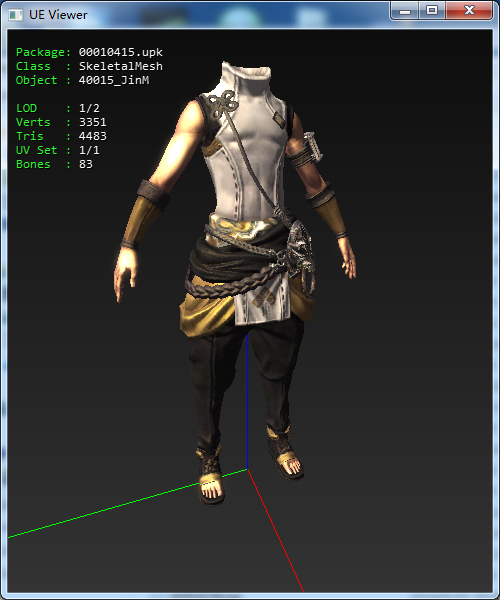 UE Viewer
Package: 00010415.upk
Class : SkeletalMesh
Object : 40015_JinM
LOD : 1/2
Verts : 3351
Tris : 4483
UV Set : 1/1
Bones : 83